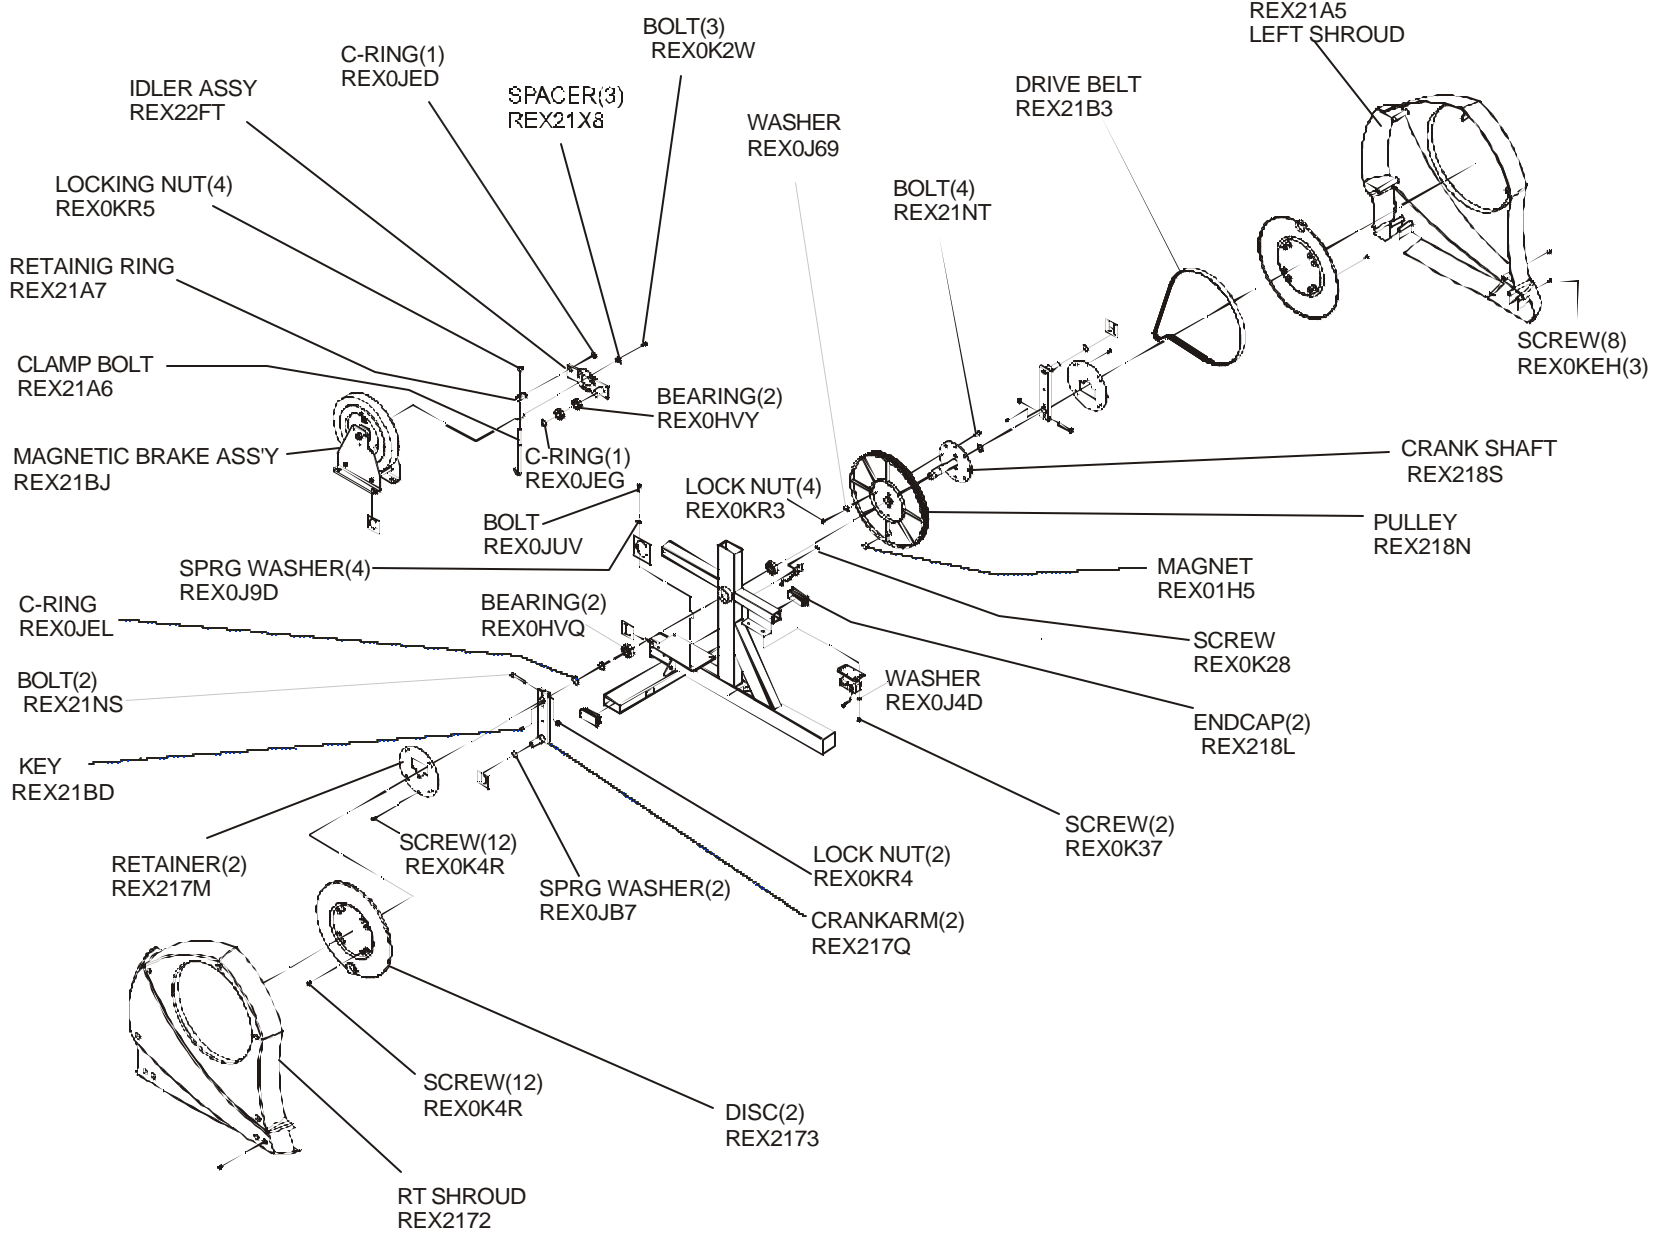 REX21A5
LEFT SHROUD
BOLT(3)
REX0K2W
C-RING(1)
REX0JED
IDLER ASSY
REX22FT
SPACER(3)
REX21X8
DRIVE BELT
REX21B3
WASHER
REX0J69
LOCKING NUT(4)
REX0KR5
BOLT(4)
REX21NT
RETAINIG RING
REX21A7
SCREW(8)
REX0KEH(3)
CLAMP BOLT
REX21A6
BEARING(2)
REX0HVY
MAGNETIC BRAKE ASS'Y
REX21BJ
C-RING(1)
REX0JEG
CRANK SHAFT
REX218S
LOCK NUT(4)
REX0KR3
BOLT
REX0JUV
PULLEY
REX218N
SPRG WASHER(4)
REX0J9D
MAGNET
REX01H5
C-RING
REX0JEL
BEARING(2)
REX0HVQ
SCREW
REX0K28
BOLT(2)
REX21NS
WASHER
REX0J4D
ENDCAP(2)
REX218L
KEY
REX21BD
SCREW(2)
REX0K37
SCREW(12)
REX0K4R
RETAINER(2)
REX217M
LOCK NUT(2)
REX0KR4
SPRG WASHER(2)
REX0JB7
CRANKARM(2)
REX217Q
SCREW(12)
REX0K4R
DISC(2)
REX2173
RT SHROUD
REX2172